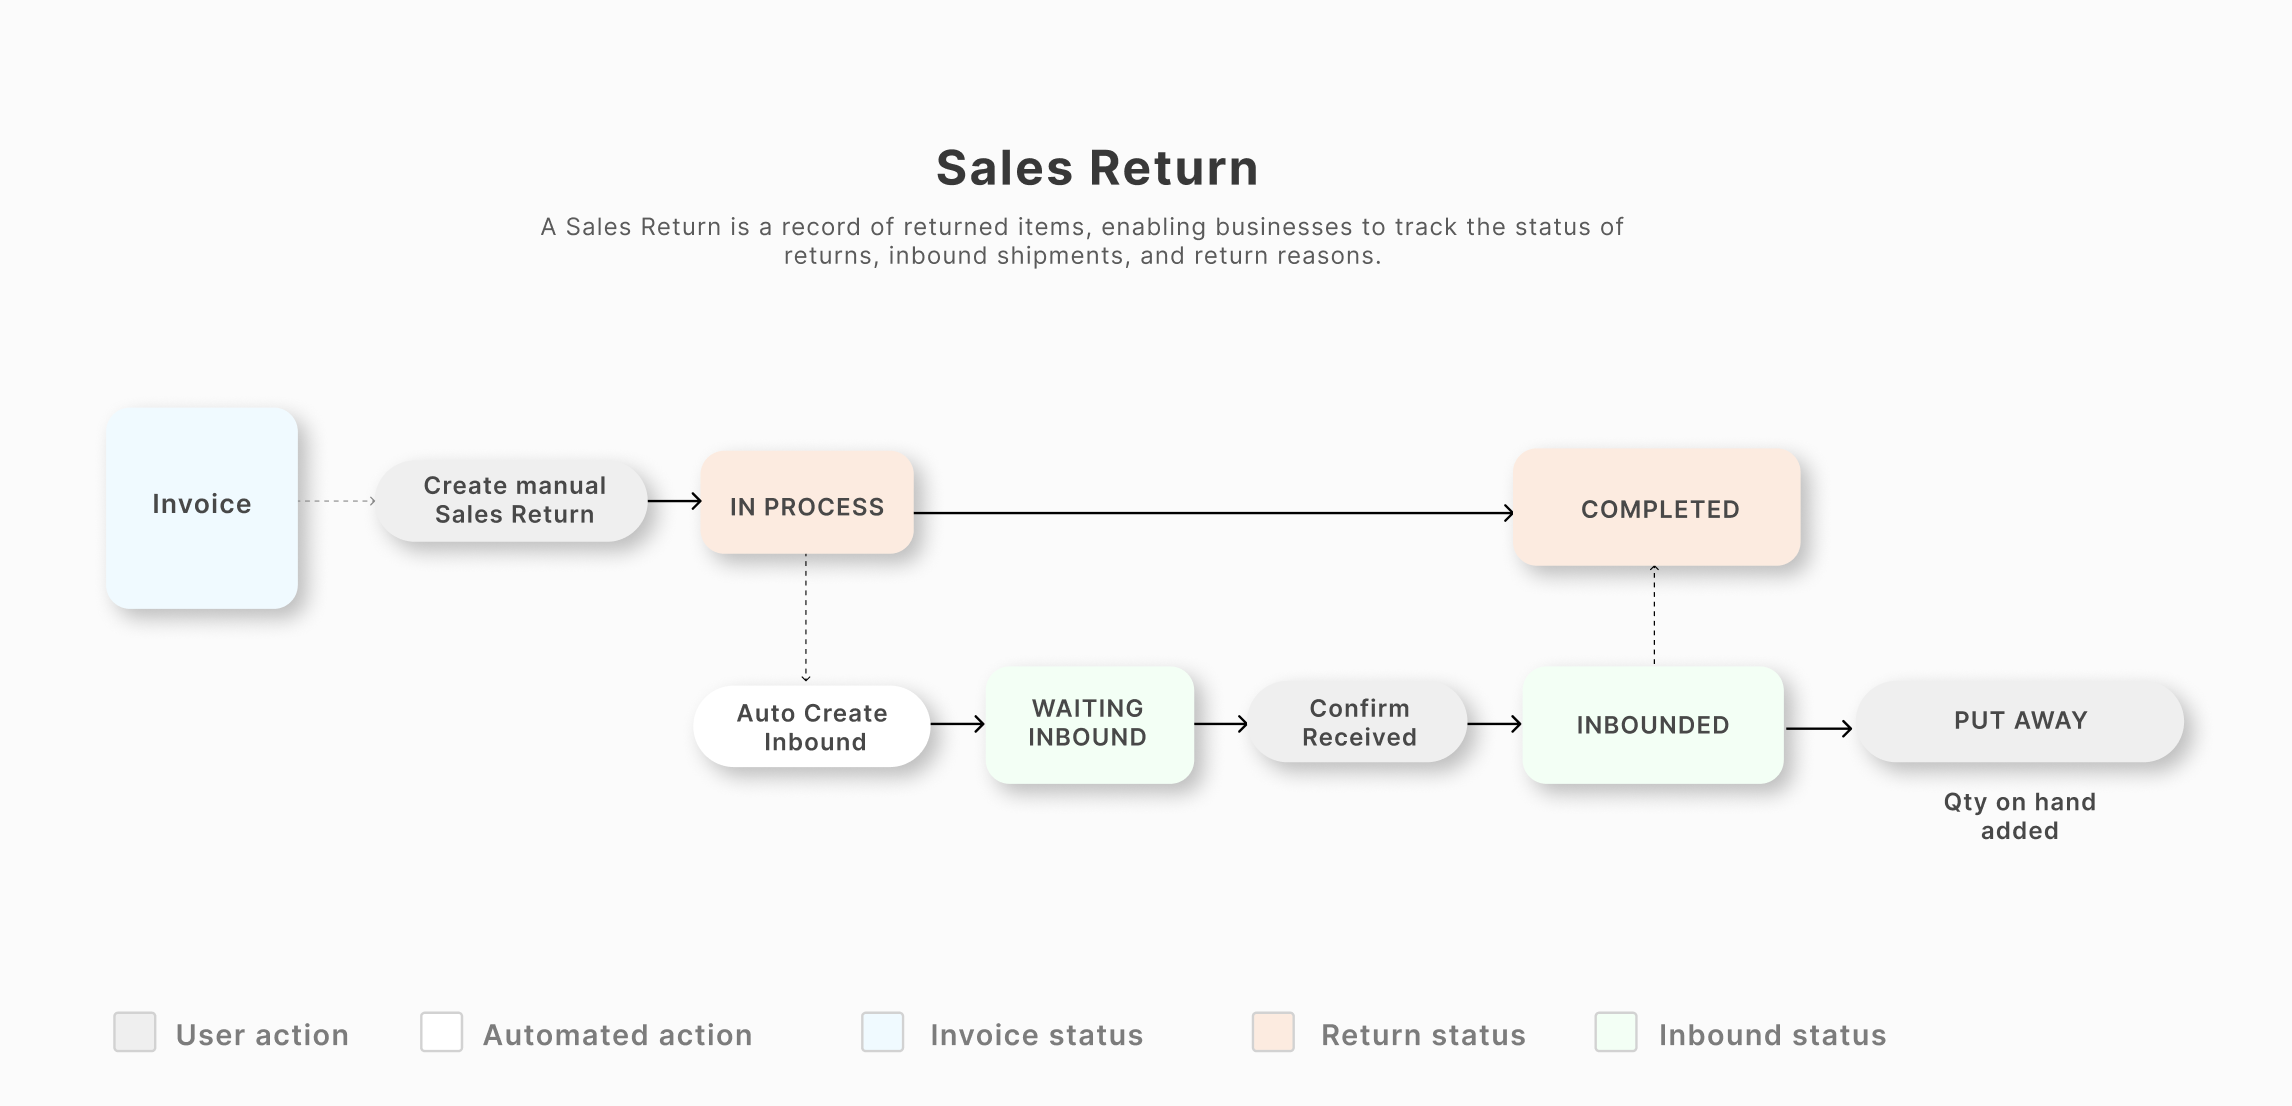 Sales Return
A Sales Return is a record of returned items, enabling businesses to track the status of
returns, inbound shipments, and return reasons.
Invoice
Create manual
Sales Return
IN PROCESS
COMPLETED
Auto Create
Inbound
WAITING
INBOUND
Confirm
Received
INBOUNDED
PUT AWAY
Qty on hand
added
User action
Automated action
Invoice status
Return status
Inbound status